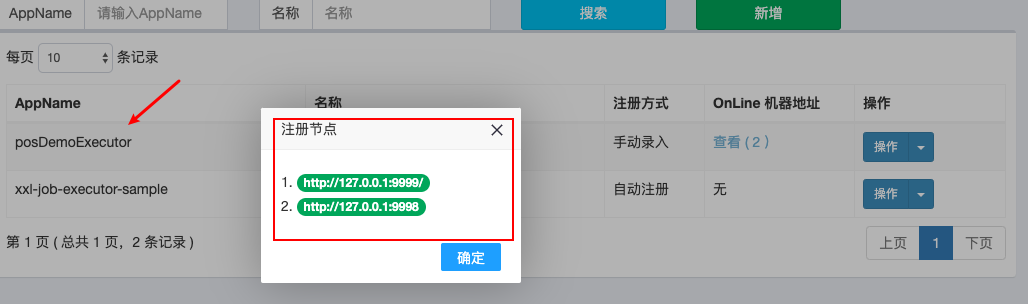 AppName 请输入AppName 名称 名称 搜索 新增
每页 10 条记录
AppName 名称 注册方式 OnLine 机器地址 操作
posDemoExecutor 手动录入 查看 ( 2 ) 操作
xxl-job-executor-sample 自动注册 无 操作
第 1 页 ( 总共 1 页，2 条记录 ) 上页 1 下页
注册节点
1. http://127.0.0.1:9999/
2. http://127.0.0.1:9998
确定